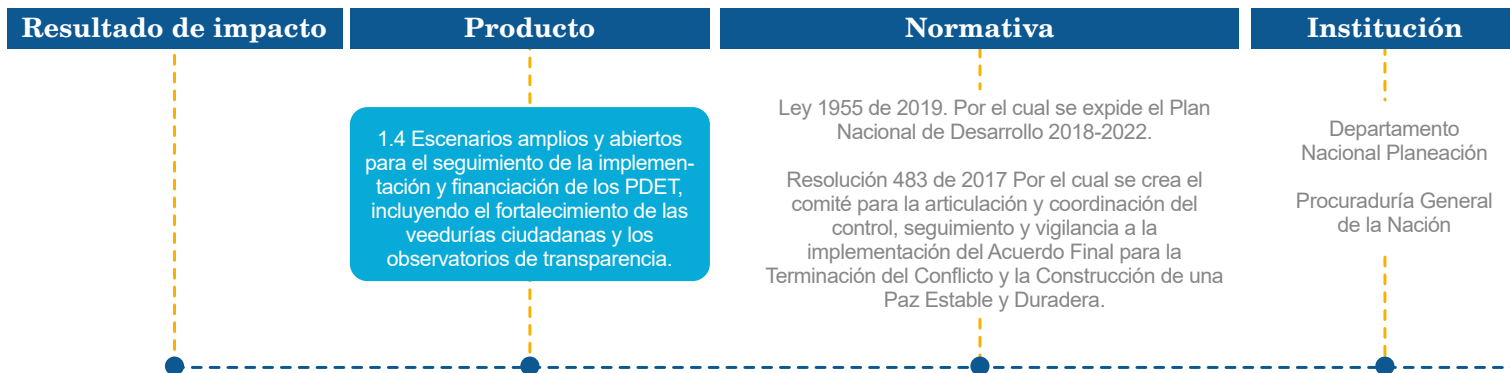 Resultado de impacto
Producto
Normativa
Institución
1.4 Escenarios amplios y abiertos
para el seguimiento de la implemen-
tación y financiación de los PDET,
incluyendo el fortalecimiento de las
veedurías ciudadanas y los
observatorios de transparencia.
Ley 1955 de 2019. Por el cual se expide el Plan
Nacional de Desarrollo 2018-2022.
Resolución 483 de 2017 Por el cual se crea el
comité para la articulación y coordinación del
control, seguimiento y vigilancia a la
implementación del Acuerdo Final para la
Terminación del Conflicto y la Construcción de una
Paz Estable y Duradera.
Departamento
Nacional Planeación
Procuraduría General
de la Nación